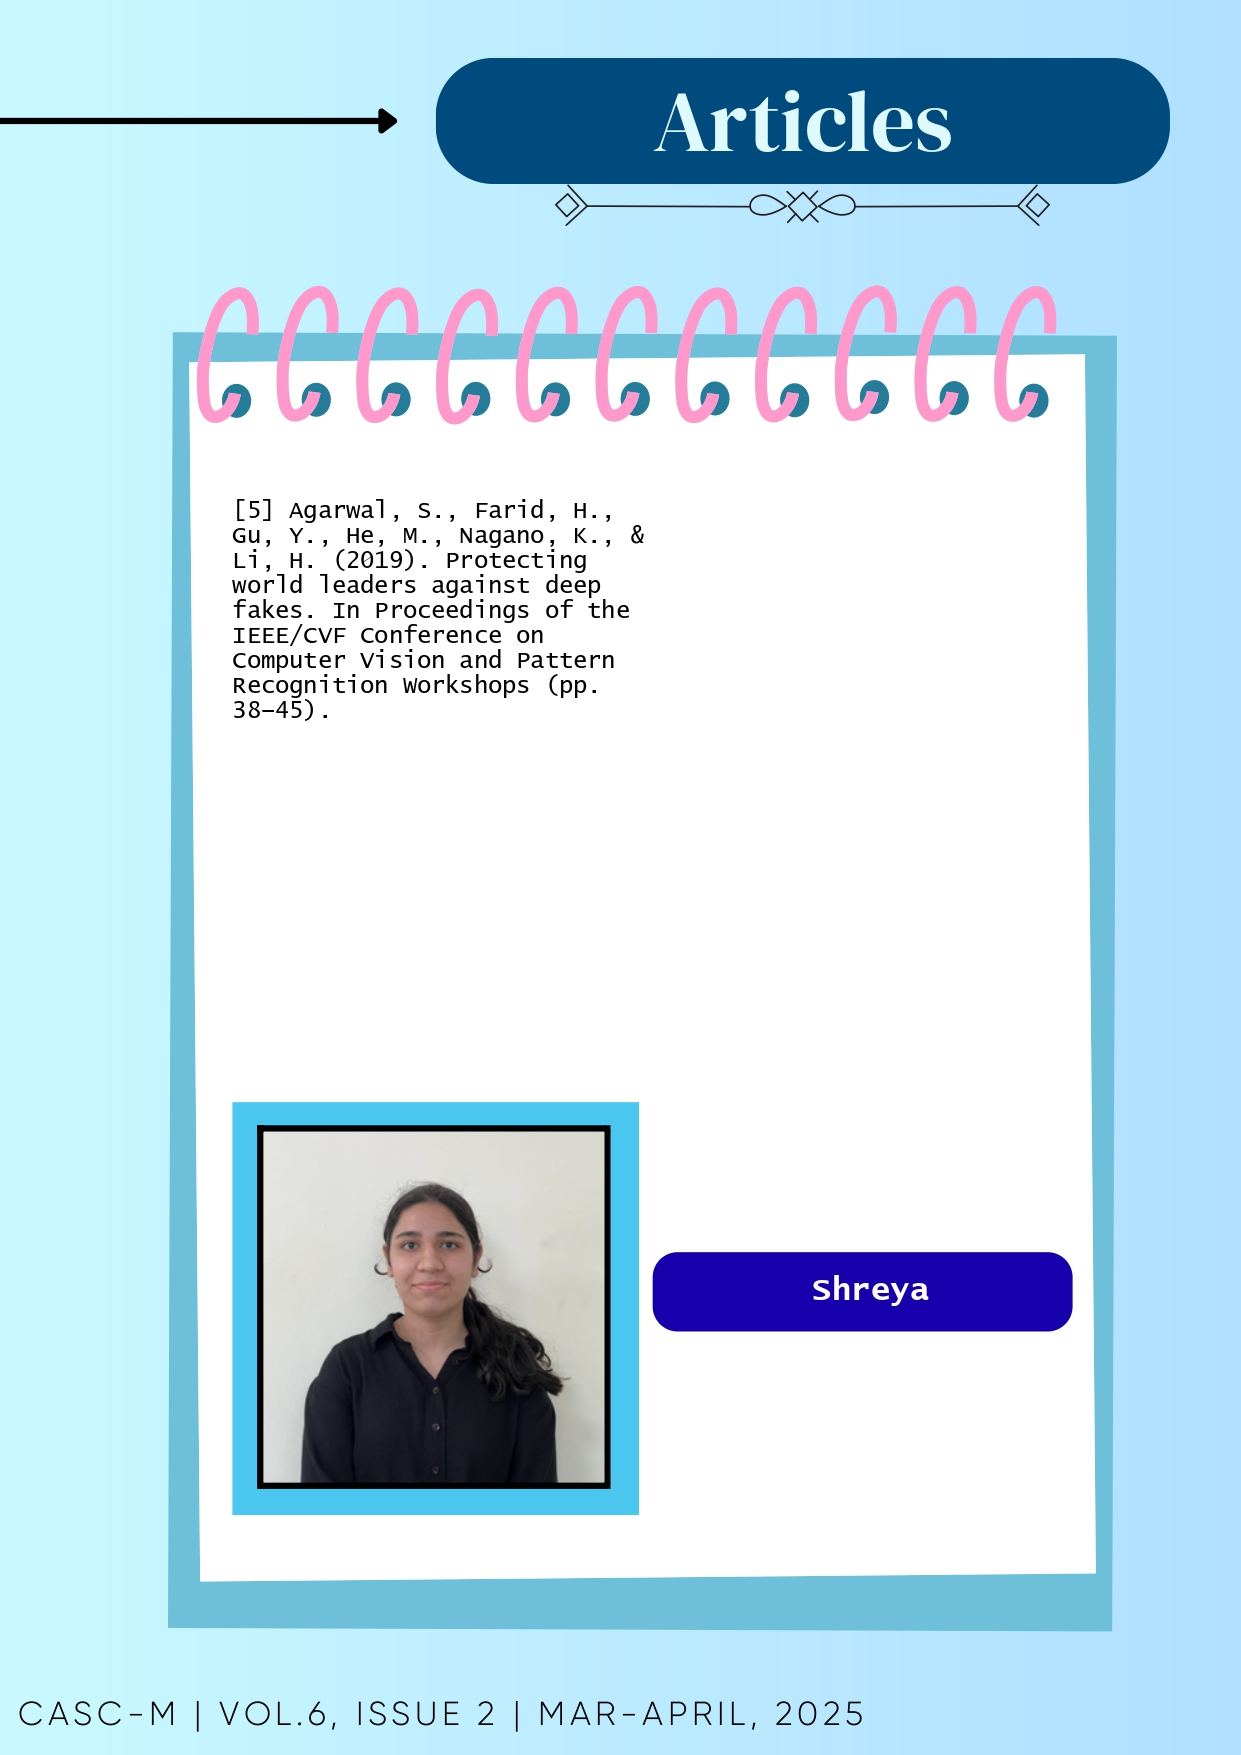 Articles
[5] Agarwal, S., Farid, H.,
Gu, Y., He, M., Nagano, K., &
Li, H. (2019). Protecting
world leaders against deep
fakes. In Proceedings of the
IEEE/CVF Conference on
Computer Vision and Pattern
Recognition Workshops (pp.
38–45).
Shreya
CASC-M | VOL.6, ISSUE 2 | MAR-APRIL, 2025